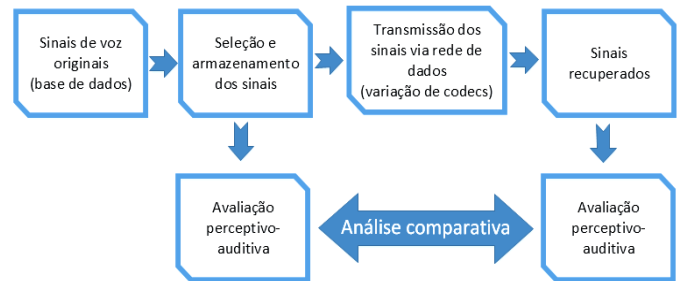 Sinais de voz
originais
(base de dados)
Seleção e
armazenamento
dos sinais
Transmissão dos
sinais via rede de
dados
(variação de codecs)
Sinais
recuperados
Avaliação
perceptivo-
auditiva
Análise comparativa
Avaliação
perceptivo-
auditiva